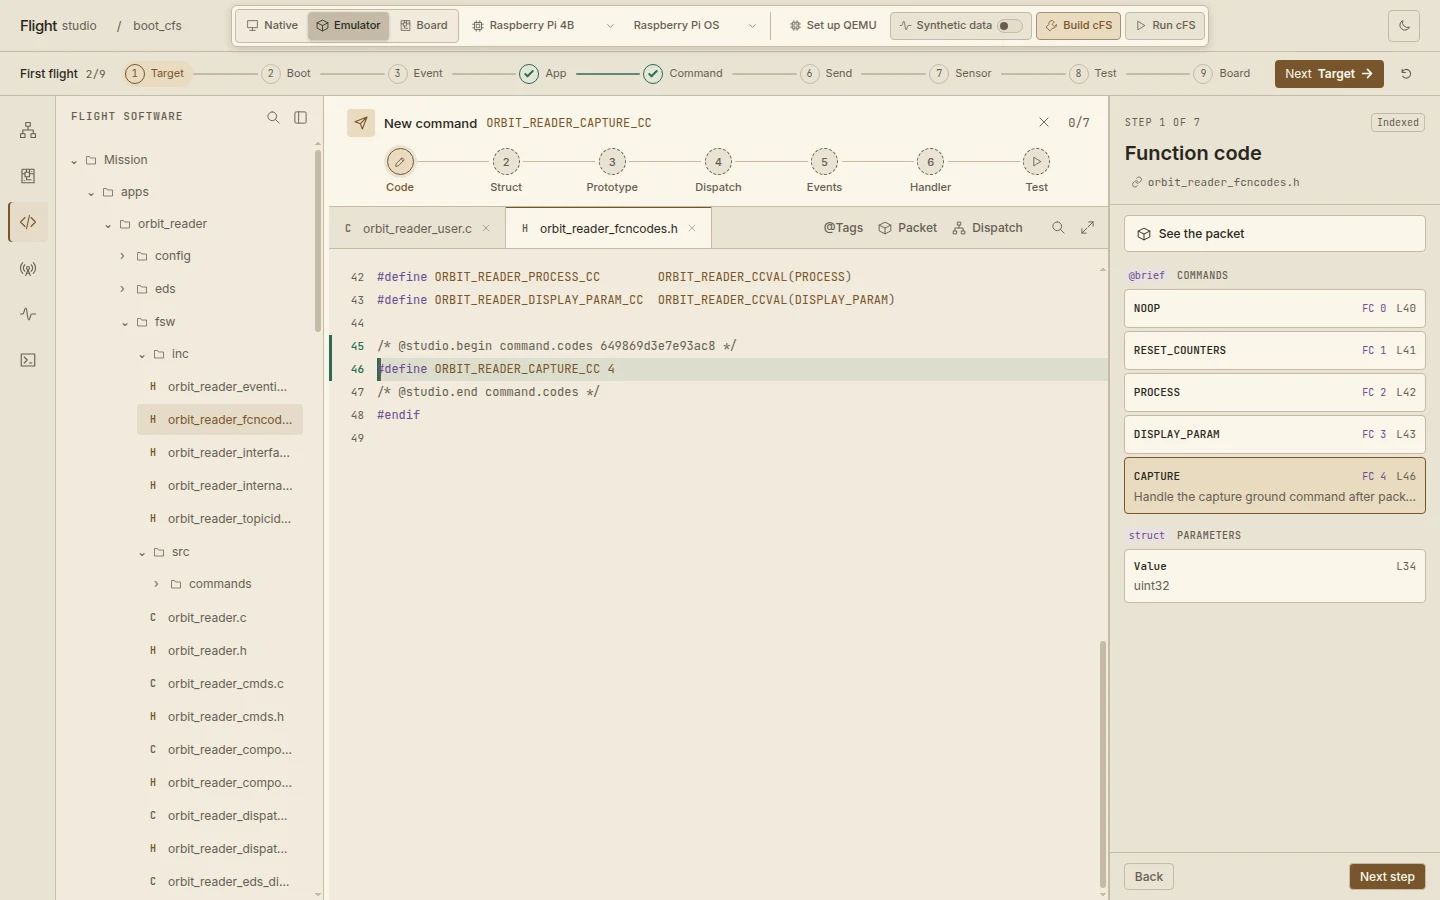 Flight studio / boot_cfs
Native Emulator Board Raspberry Pi 4B Raspberry Pi OS Set up QEMU Synthetic data Build cFS Run cFS
First flight 2/9 1 Target 2 Boot 3 Event App Command 6 Send 7 Sensor 8 Test 9 Board Next Target
FLIGHT SOFTWARE
Mission
apps
orbit_reader
config
eds
fsw
inc
H orbit_reader_eventi...
H orbit_reader_fcncod...
H orbit_reader_interfa...
H orbit_reader_interna...
H orbit_reader_topicid...
src
commands
C orbit_reader.c
H orbit_reader.h
C orbit_reader_cmds.c
H orbit_reader_cmds.h
C orbit_reader_compo...
H orbit_reader_compo...
C orbit_reader_dispat...
H orbit_reader_dispat...
C orbit_reader_eds_di...
New command ORBIT_READER_CAPTURE_CC 0/7
2 3 4 5 6
Code Struct Prototype Dispatch Events Handler Test
C orbit_reader_user.c H orbit_reader_fcncodes.h @Tags Packet Dispatch
42 #define ORBIT_READER_PROCESS_CC ORBIT_READER_CCVAL(PROCESS)
43 #define ORBIT_READER_DISPLAY_PARAM_CC ORBIT_READER_CCVAL(DISPLAY_PARAM)
44
45 /* @studio.begin command.codes 649869d3e7e93ac8 */
46 #define ORBIT_READER_CAPTURE_CC 4
47 /* @studio.end command.codes */
48 #endif
49
STEP 1 OF 7 Indexed
Function code
orbit_reader_fcncodes.h
See the packet
@brief COMMANDS
NOOP FC 0 L40
RESET_COUNTERS FC 1 L41
PROCESS FC 2 L42
DISPLAY_PARAM FC 3 L43
CAPTURE FC 4 L46
Handle the capture ground command after pack...
struct PARAMETERS
Value L34
uint32
Back Next step